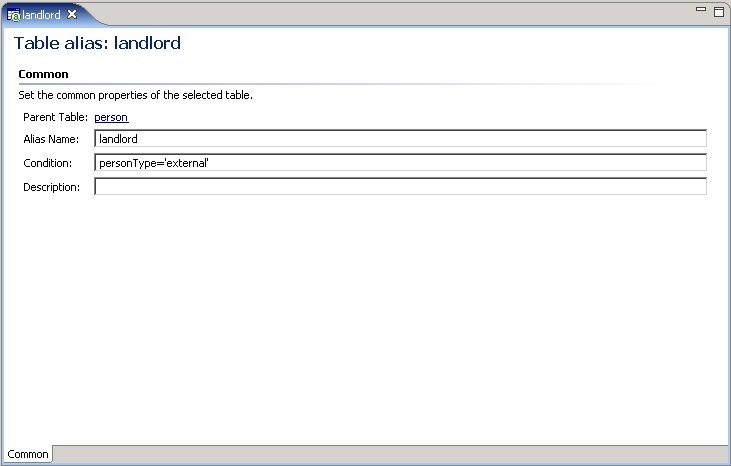 landlord
Table alias: landlord
Common
Set the common properties of the selected table.
Parent Table: person
Alias Name: landlord
Condition: personType='external'
Description:
Common